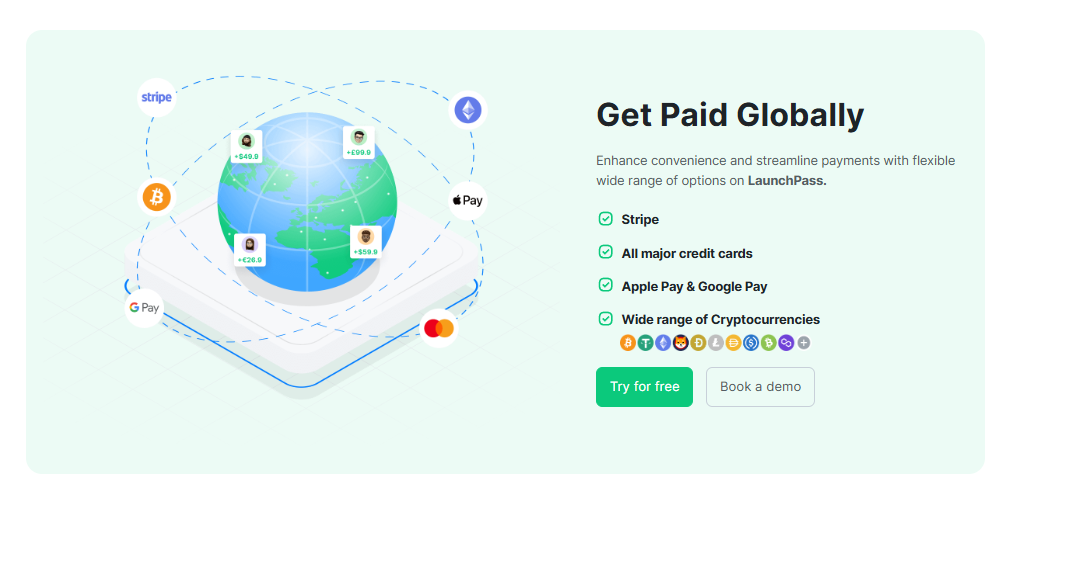 stripe
+$49.9
+£99.9
Pay
+€26.9
+$59.9
G Pay
Get Paid Globally
Enhance convenience and streamline payments with flexible
wide range of options on LaunchPass.
Stripe
All major credit cards
Apple Pay & Google Pay
Wide range of Cryptocurrencies
Try for free
Book a demo